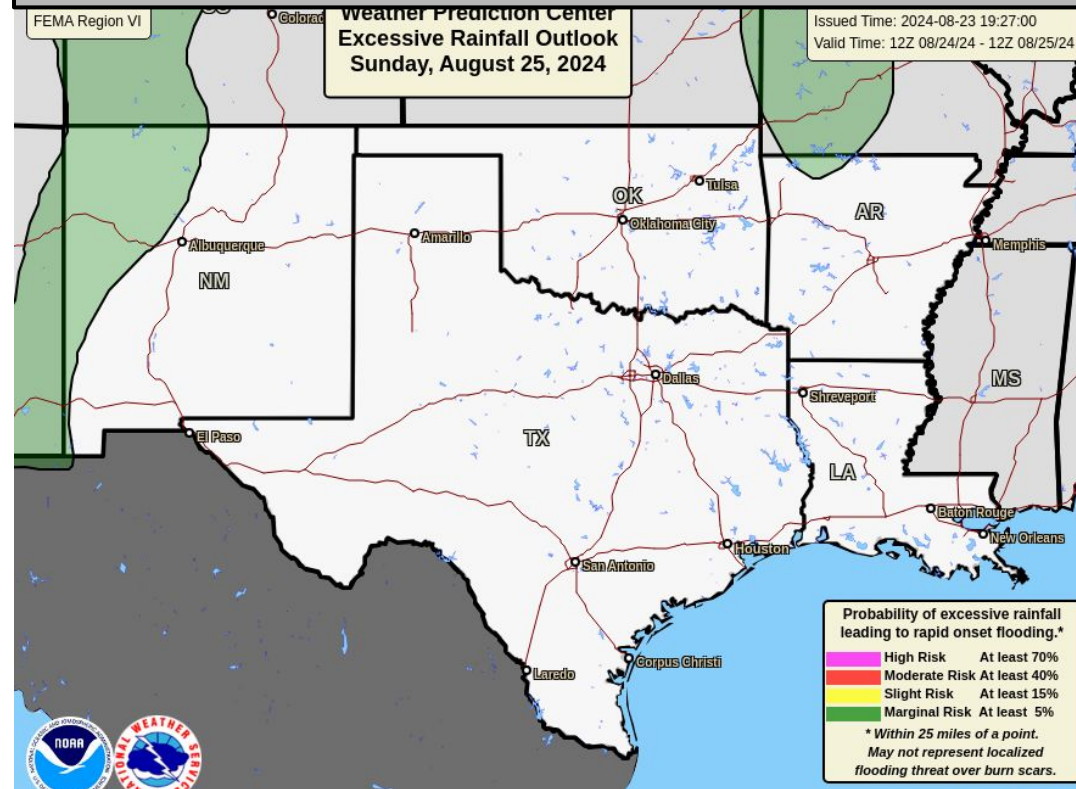 FEMA Region VI
Weather Prediction Center
Excessive Rainfall Outlook
Sunday, August 25, 2024
Issued Time: 2024-08-23 19:27:00
Valid Time: 12Z 08/24/24 - 12Z 08/25/24
Tulsa
OK
Oklahoma City
AR
Albuquerque
Amarillo
Memphis
NM
Dallas
MS
Shreveport
El Paso
TX
LA
Baton Rouge
New Orleans
Houston
San Antonio
Corpus Christi
Laredo
Probability of excessive rainfall
leading to rapid onset flooding.*
High Risk At least 70%
Moderate Risk At least 40%
Slight Risk At least 15%
Marginal Risk At least 5%
* Within 25 miles of a point.
May not represent localized
flooding threat over burn scars.
NOAA
WEATHER